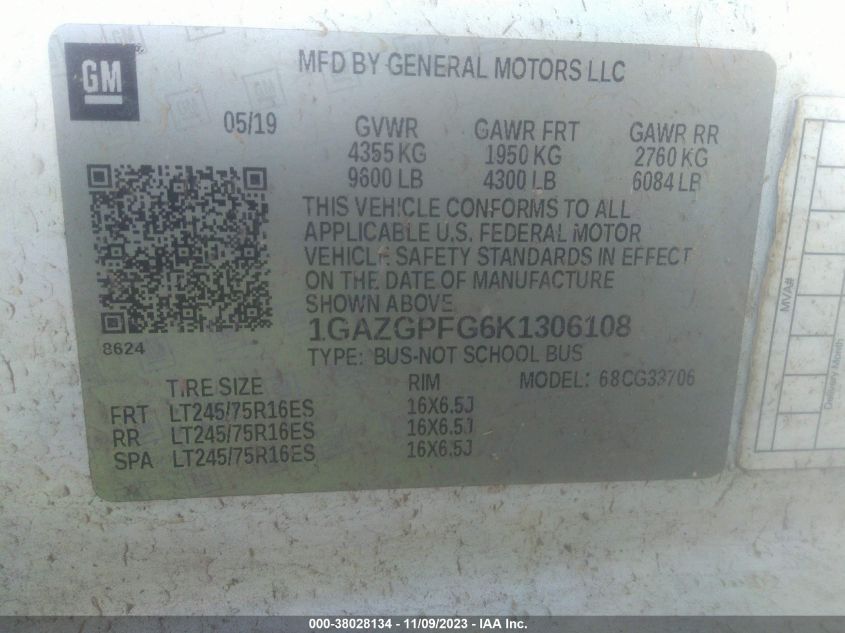 GM
MFD BY GENERAL MOTORS LLC
05/19
GVWR GAWR FRT GAWR RR
4355 KG 1950 KG 2760 KG
9600 LB 4300 LB 6084 LB
THIS VEHICLE CONFORMS TO ALL
APPLICABLE U.S. FEDERAL MOTOR
VEHICLE SAFETY STANDARDS IN EFFECT
ON THE DATE OF MANUFACTURE
SHOWN ABOVE
8624
1GAZGPFG6K1306108
TYPE: BUS-NOT SCHOOL BUS
TIRE SIZE RIM MODEL: 68CG33706
FRT LT245/75R16ES 16X6.5J
RR LT245/75R16ES 16X6.5J
SPA LT245/75R16ES 16X6.5J
MVA#
Delivery Month
000-38028134 - 11/09/2023 - IAA Inc.